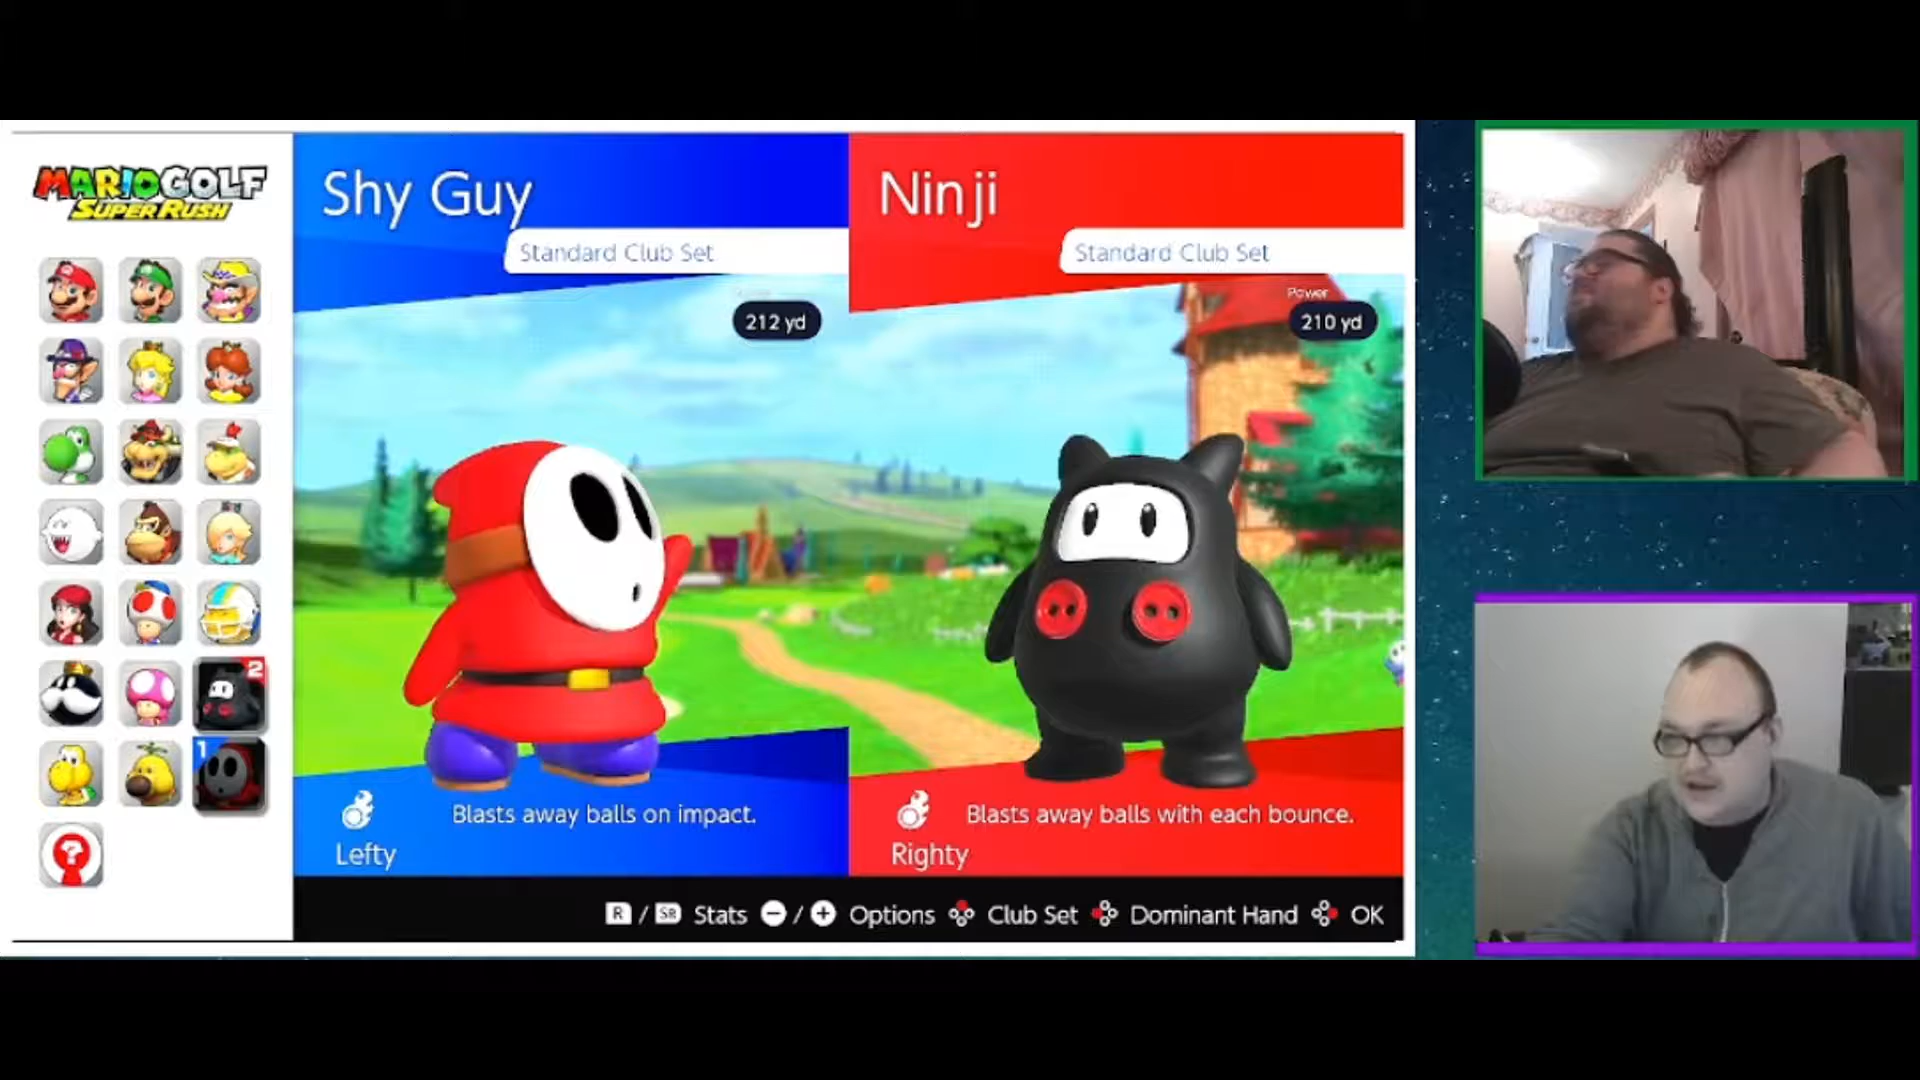 MARIO GOLF
SUPER RUSH
Shy Guy
Standard Club Set
212 yd
Blasts away balls on impact.
Lefty
Ninji
Standard Club Set
Power
210 yd
Blasts away balls with each bounce.
Righty
2
1
?
R / SR Stats - / + Options Club Set Dominant Hand OK